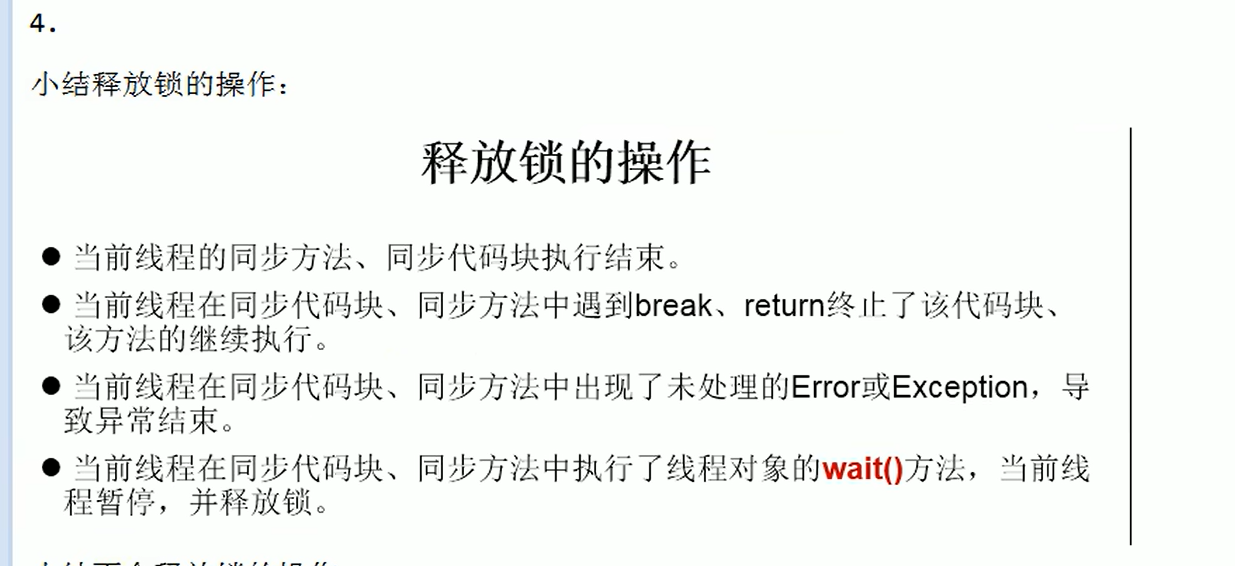 4.
小结释放锁的操作：
释放锁的操作
● 当前线程的同步方法、同步代码块执行结束。
● 当前线程在同步代码块、同步方法中遇到break、return终止了该代码块、
该方法的继续执行。
● 当前线程在同步代码块、同步方法中出现了未处理的Error或Exception，导
致异常结束。
● 当前线程在同步代码块、同步方法中执行了线程对象的wait()方法，当前线
程暂停，并释放锁。